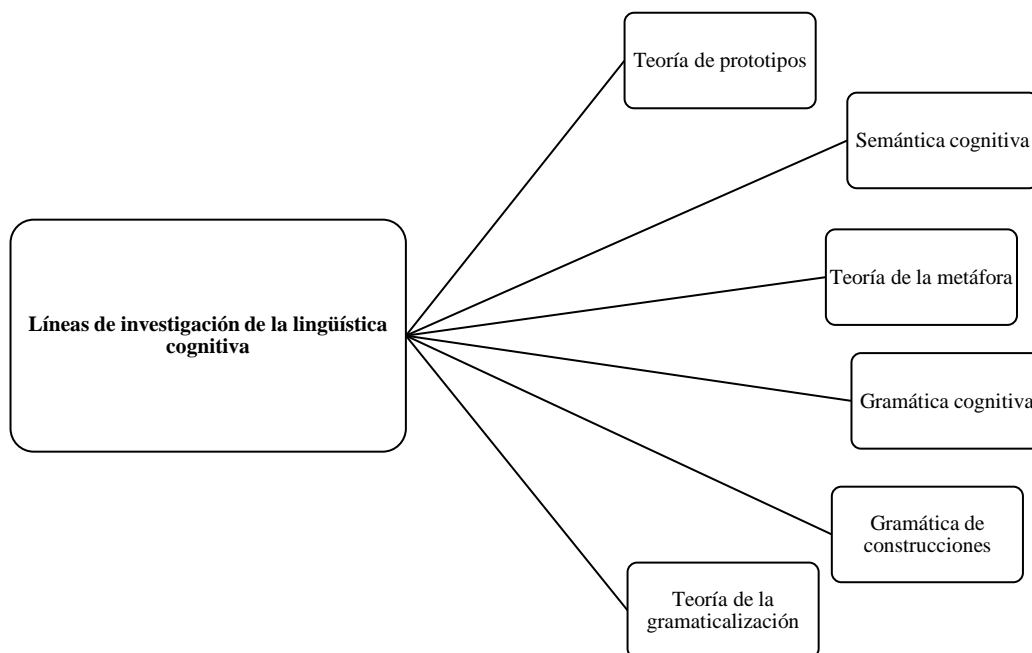 Teoría de prototipos
Semántica cognitiva
Teoría de la metáfora
Líneas de investigación de la lingüística
cognitiva
Gramática cognitiva
Gramática de
construcciones
Teoría de la
gramaticalización